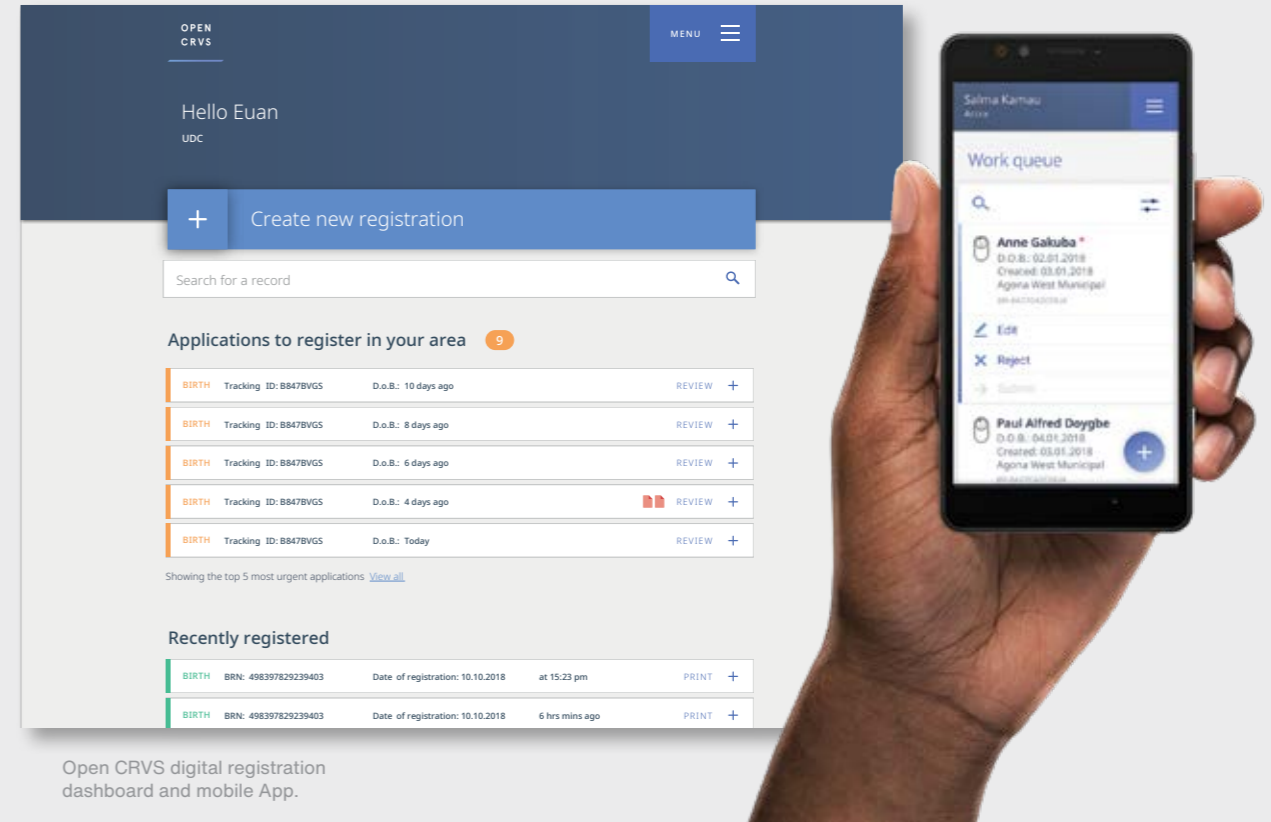 OPEN
CRVS
MENU
Hello Euan
UDC
+ Create new registration
Search for a record
Applications to register in your area 9
BIRTH Tracking ID: B847BVGS D.o.B.: 10 days ago REVIEW +
BIRTH Tracking ID: B847BVGS D.o.B.: 8 days ago REVIEW +
BIRTH Tracking ID: B847BVGS D.o.B.: 6 days ago REVIEW +
BIRTH Tracking ID: B847BVGS D.o.B.: 4 days ago REVIEW +
BIRTH Tracking ID: B847BVGS D.o.B.: Today REVIEW +
Showing the top 5 most urgent applications View all
Recently registered
BIRTH BRN: 498397829239403 Date of registration: 10.10.2018 at 15:23 pm PRINT +
BIRTH BRN: 498397829239403 Date of registration: 10.10.2018 6 hrs mins ago PRINT +
Open CRVS digital registration
dashboard and mobile App.
Salma Kamau
Work queue
Anne Gakuba *
D.O.B.: 02.01.2018
Created: 03.01.2018
Agona West Municipal
Edit
Reject
Submit
Paul Alfred Doygbe
D.O.B.: 04.01.2018
Created: 03.01.2018
Agona West Municipal
+